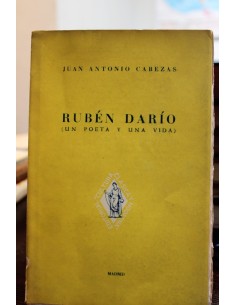 JUAN ANTONIO CABEZAS
RUBÉN DARÍO
(UN POETA Y UNA VIDA)
MADRID